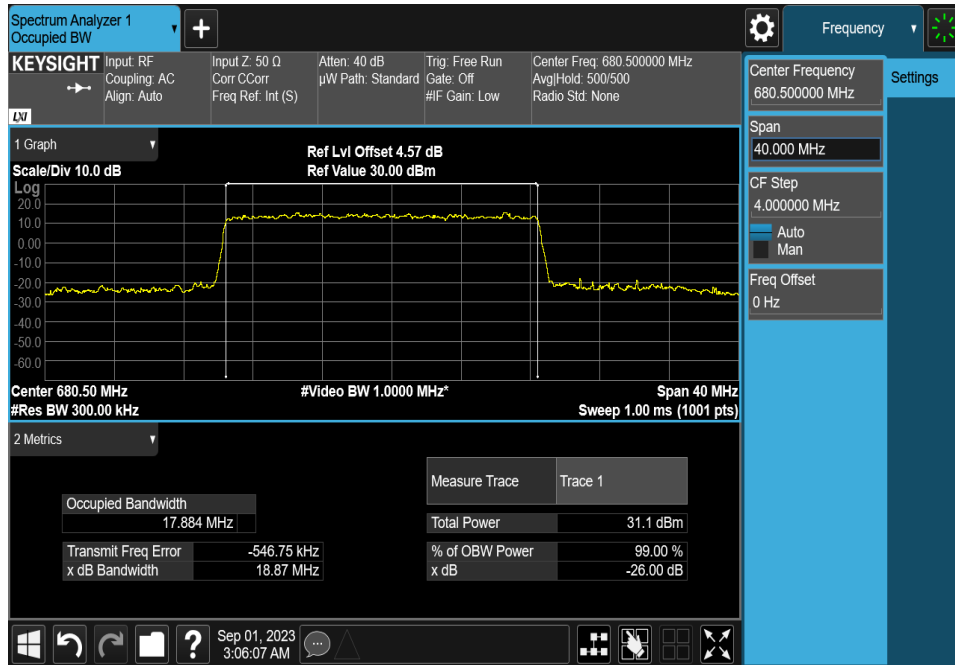 Spectrum Analyzer 1
Occupied BW
+
Frequency
KEYSIGHT
LXI
Input: RF
Coupling: AC
Align: Auto
Input Z: 50 Ω
Corr CCorr
Freq Ref: Int (S)
Atten: 40 dB
µW Path: Standard
Trig: Free Run
Gate: Off
#IF Gain: Low
Center Freq: 680.500000 MHz
Avg|Hold: 500/500
Radio Std: None
Center Frequency
680.500000 MHz
Settings
Span
40.000 MHz
CF Step
4.000000 MHz
Auto
Man
Freq Offset
0 Hz
1 Graph
Scale/Div 10.0 dB
Ref Lvl Offset 4.57 dB
Ref Value 30.00 dBm
Log
20.0
10.0
0.00
-10.0
-20.0
-30.0
-40.0
-50.0
-60.0
Center 680.50 MHz
#Res BW 300.00 kHz
#Video BW 1.0000 MHz*
Span 40 MHz
Sweep 1.00 ms (1001 pts)
2 Metrics
Measure Trace Trace 1
Occupied Bandwidth
17.884 MHz
Total Power 31.1 dBm
Transmit Freq Error -546.75 kHz
% of OBW Power 99.00 %
x dB Bandwidth 18.87 MHz
x dB -26.00 dB
?
Sep 01, 2023
3:06:07 AM